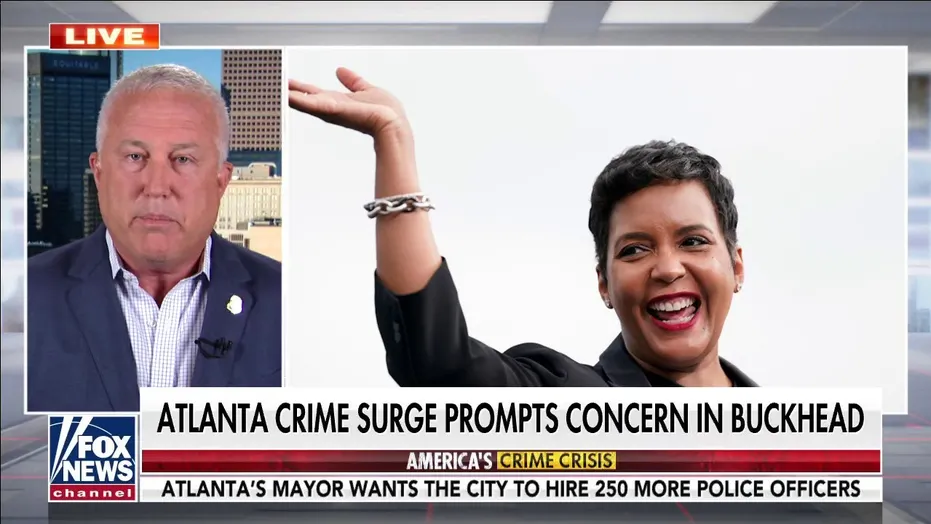 LIVE
EQUITABLE
ATLANTA CRIME SURGE PROMPTS CONCERN IN BUCKHEAD
FOX
NEWS
channel
AMERICA'S CRIME CRISIS
ATLANTA'S MAYOR WANTS THE CITY TO HIRE 250 MORE POLICE OFFICERS